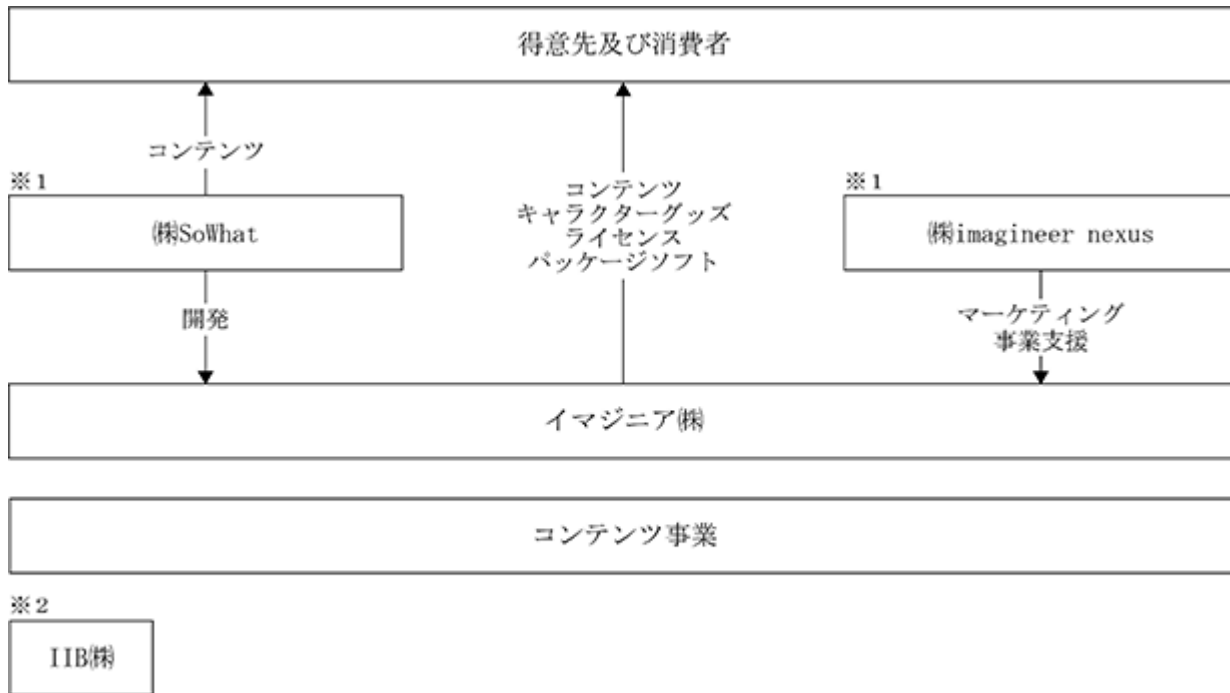 得意先及び消費者
コンテンツ
※1
㈱SoWhat
開発
コンテンツ
キャラクターグッズ
ライセンス
パッケージソフト
※1
㈱imagineer nexus
マーケティング
事業支援
イマジニア㈱
コンテンツ事業
※2
IIB㈱